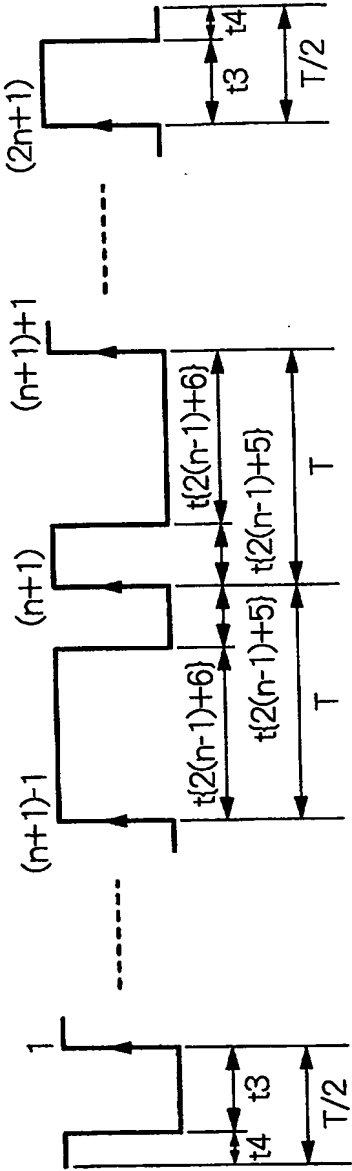 1
(n+1)-1
(n+1)
(n+1)+1
(2n+1)
t4
t3
t{2(n-1)+6}
t{2(n-1)+6}
t3
t4
t{2(n-1)+5}
t{2(n-1)+5}
T/2
T
T
T/2